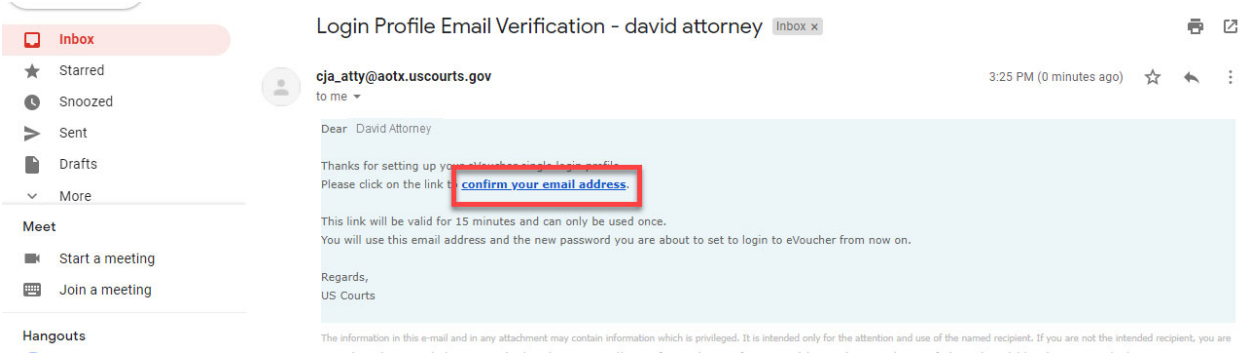 Inbox
Starred
Snoozed
Sent
Drafts
More
Meet
Start a meeting
Join a meeting
Hangouts
Login Profile Email Verification - david attorney Inbox x
cja_atty@aotx.uscourts.gov 3:25 PM (0 minutes ago)
to me
Dear David Attorney
Thanks for setting up your eVoucher single login profile.
Please click on the link to confirm your email address.
This link will be valid for 15 minutes and can only be used once.
You will use this email address and the new password you are about to set to login to eVoucher from now on.
Regards,
US Courts
The information in this e-mail and in any attachment may contain information which is privileged. It is intended only for the attention and use of the named recipient. If you are not the intended recipient, you are